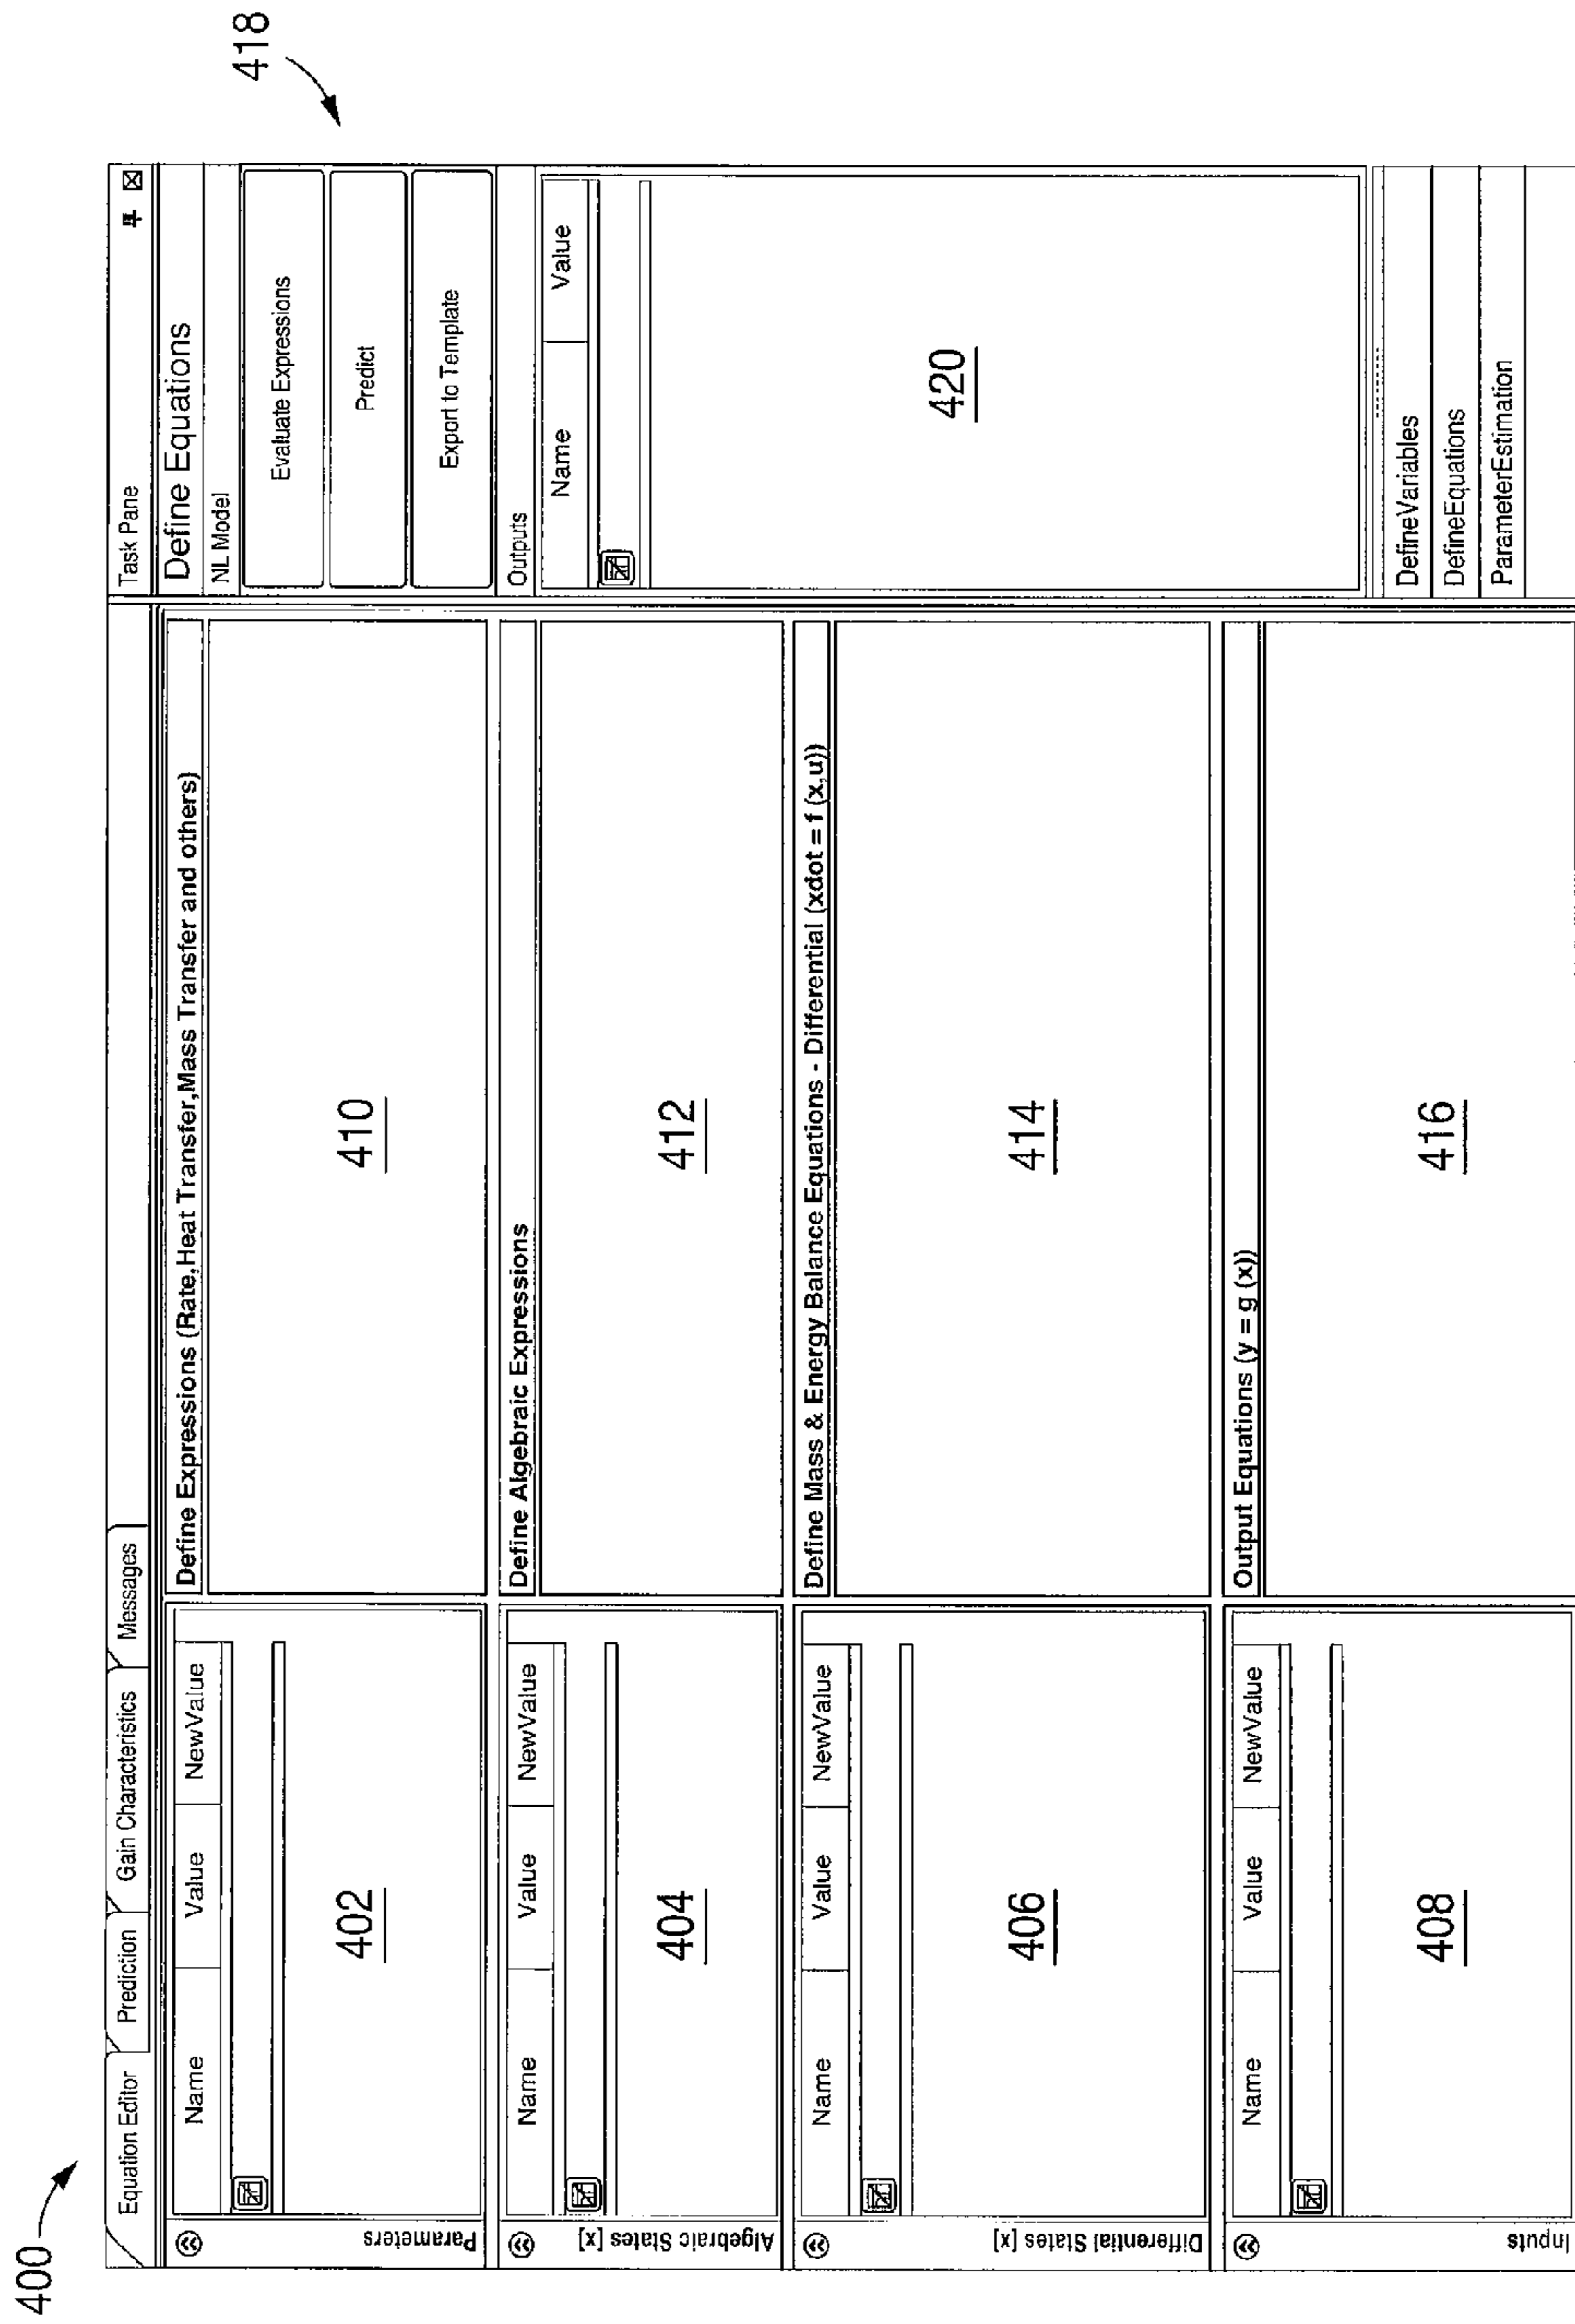 400
418
Equation Editor
Prediction
Gain Characteristics
Messages
Parameters
Name
Value
NewValue
402
Define Expressions (Rate,Heat Transfer,Mass Transfer and others)
410
Algebraic States [x]
Name
Value
NewValue
404
Define Algebraic Expressions
412
Differential States [x]
Name
Value
NewValue
406
Define Mass & Energy Balance Equations - Differential (xdot = f (x,u))
414
Inputs
Name
Value
NewValue
408
Output Equations (y = g (x))
416
Task Pane
Define Equations
NL Model
Evaluate Expressions
Predict
Export to Template
Outputs
Name
Value
420
DefineVariables
DefineEquations
ParameterEstimation